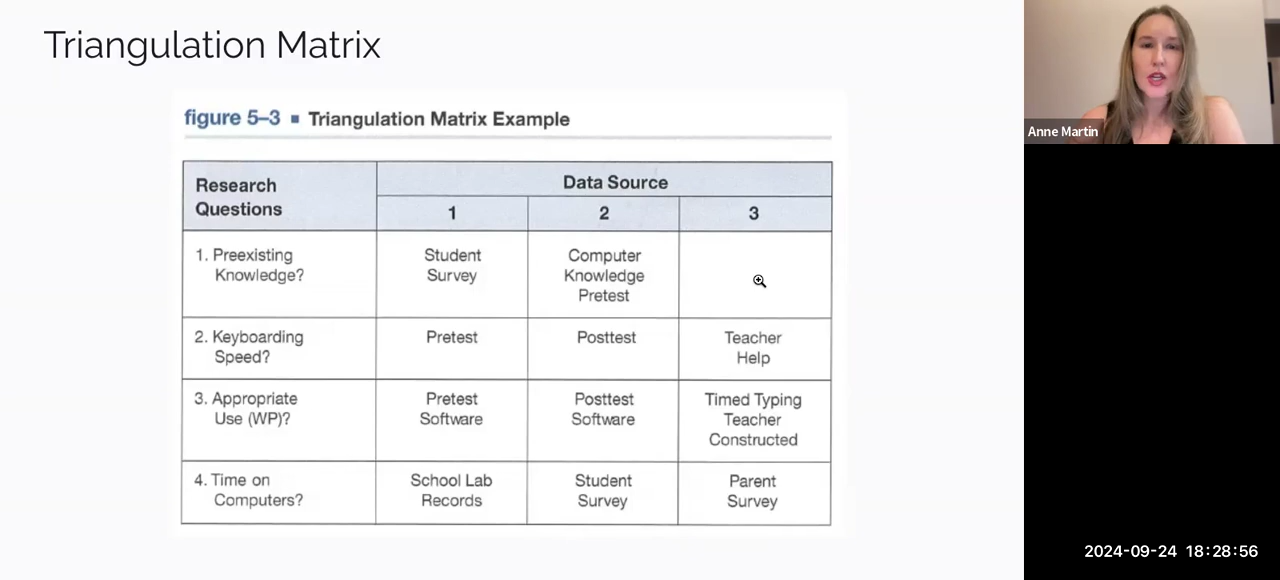 Triangulation Matrix
figure 5–3 ■ Triangulation Matrix Example
Research
Questions
Data Source
1
2
3
1. Preexisting
Knowledge?
Student
Survey
Computer
Knowledge
Pretest
2. Keyboarding
Speed?
Pretest
Posttest
Teacher
Help
3. Appropriate
Use (WP)?
Pretest
Software
Posttest
Software
Timed Typing
Teacher
Constructed
4. Time on
Computers?
School Lab
Records
Student
Survey
Parent
Survey
Anne Martin
2024-09-24 18:28:56